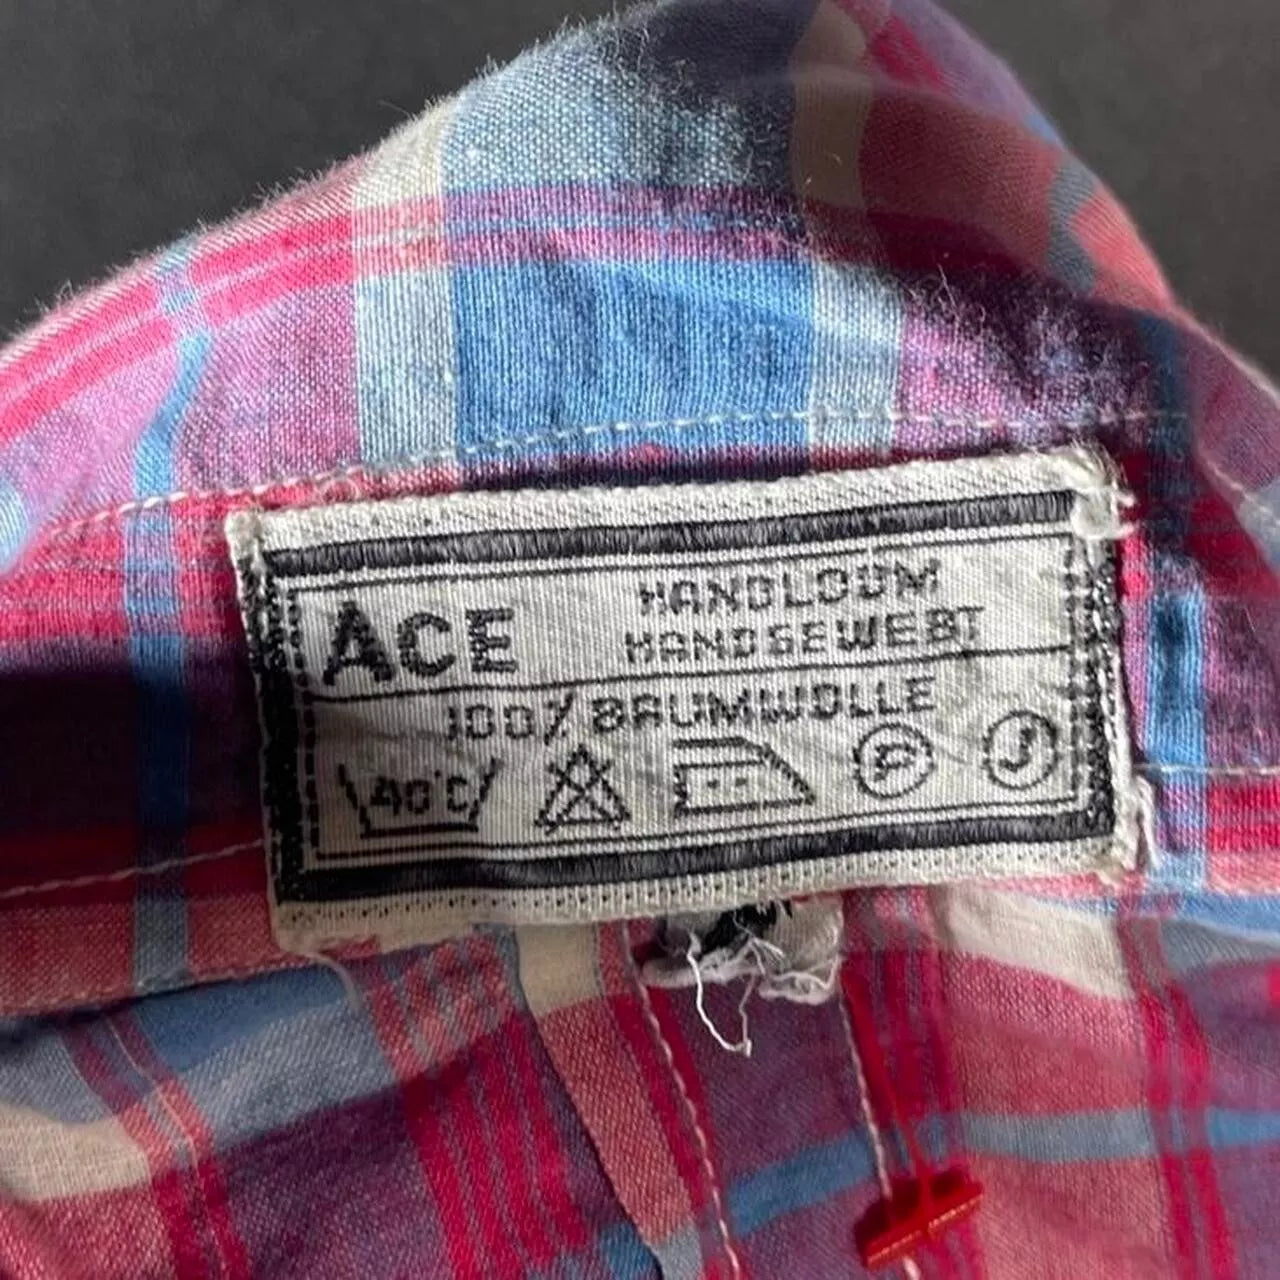 ACE
HANDLOOM
HANDGEWEBT
100% BAUMWOLLE
40°C
P